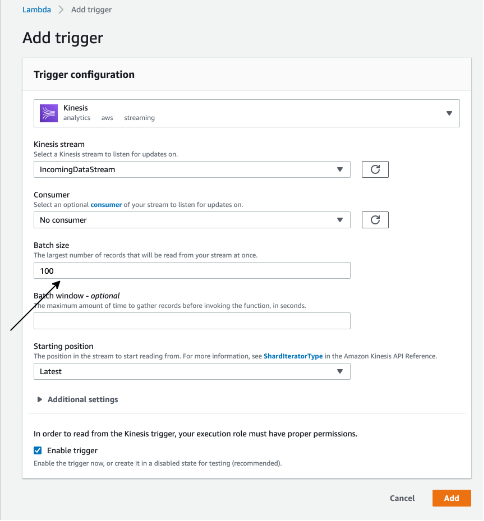 Lambda > Add trigger
Add trigger
Trigger configuration
Kinesis
analytics aws streaming
Kinesis stream
Select a Kinesis stream to listen for updates on.
IncomingDataStream
Consumer
Select an optional consumer of your stream to listen for updates on.
No consumer
Batch size
The largest number of records that will be read from your stream at once.
100
Batch window - optional
The maximum amount of time to gather records before invoking the function, in seconds.
Starting position
The position in the stream to start reading from. For more information, see ShardIteratorType in the Amazon Kinesis API Reference.
Latest
Additional settings
In order to read from the Kinesis trigger, your execution role must have proper permissions.
Enable trigger
Enable the trigger now, or create it in a disabled state for testing (recommended).
Cancel Add